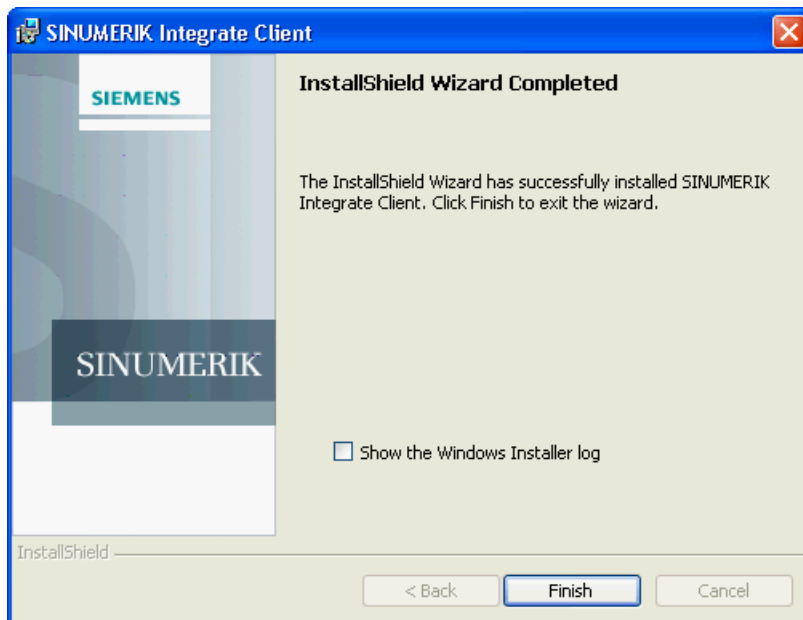 SINUMERIK Integrate Client
SIEMENS
InstallShield Wizard Completed
The InstallShield Wizard has successfully installed SINUMERIK
Integrate Client. Click Finish to exit the wizard.
SINUMERIK
Show the Windows Installer log
InstallShield
< Back
Finish
Cancel